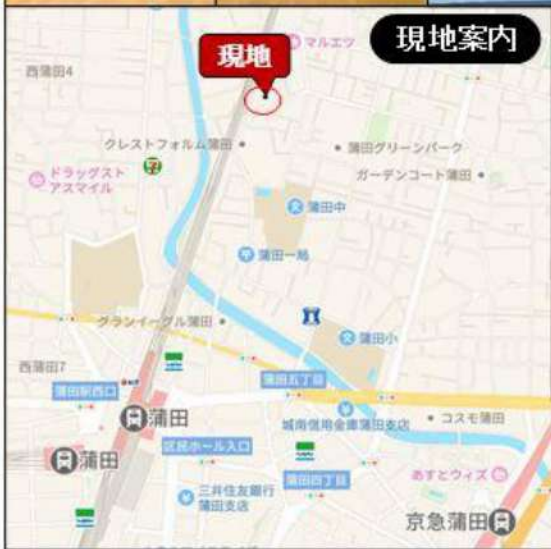 現地案内
現地
マルエツ
西蒲田4
クレストフォルム蒲田
蒲田グリーンパーク
ドラッグスト
アスマイル
ガーデンコート蒲田
蒲田中
蒲田一局
グランイーグル蒲田
蒲田小
西蒲田7
蒲田駅西口
蒲田五丁目
蒲田
城南信用金庫蒲田支店
コスモ蒲田
区民ホール入口
蒲田
蒲田四丁目
あすとウィズ
三井住友銀行
蒲田支店
京急蒲田